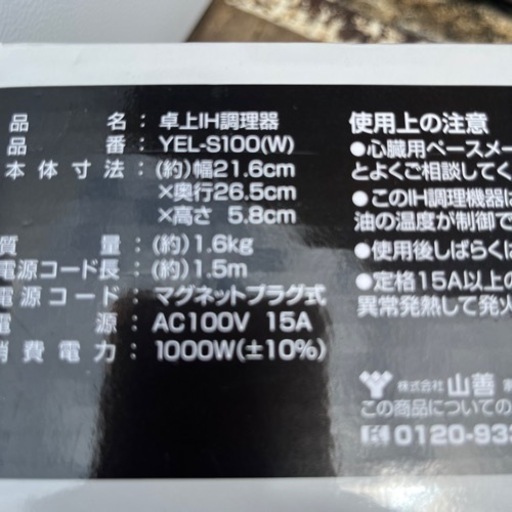 品 名：卓上IH調理器
品 番：YEL-S100(W)
本体寸法：(約)幅21.6cm
×奥行26.5cm
×高さ 5.8cm
質 量：(約)1.6kg
電源コード長：(約)1.5m
電源コード：マグネットプラグ式
電 源：AC100V 15A
消費電力：1000W(±10%)
使用上の注意
●心臓用ペースメー
とよくご相談してく
●このIH調理機器は
油の温度が制御で
●使用後しばらくは
●定格15A以上の
異常発熱して発火
株式会社 山善
この商品についての
0120-933